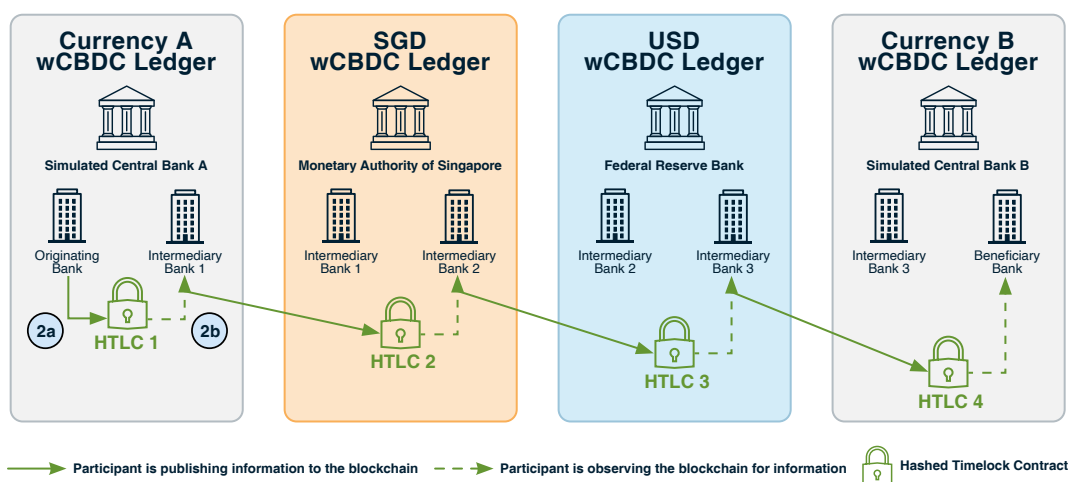 Currency A
wCBDC Ledger
Simulated Central Bank A
Originating
Bank
Intermediary
Bank 1
2a
HTLC 1
2b
SGD
wCBDC Ledger
Monetary Authority of Singapore
Intermediary
Bank 1
Intermediary
Bank 2
HTLC 2
USD
wCBDC Ledger
Federal Reserve Bank
Intermediary
Bank 2
Intermediary
Bank 3
HTLC 3
Currency B
wCBDC Ledger
Simulated Central Bank B
Intermediary
Bank 3
Beneficiary
Bank
HTLC 4
Participant is publishing information to the blockchain
Participant is observing the blockchain for information
Hashed Timelock Contract